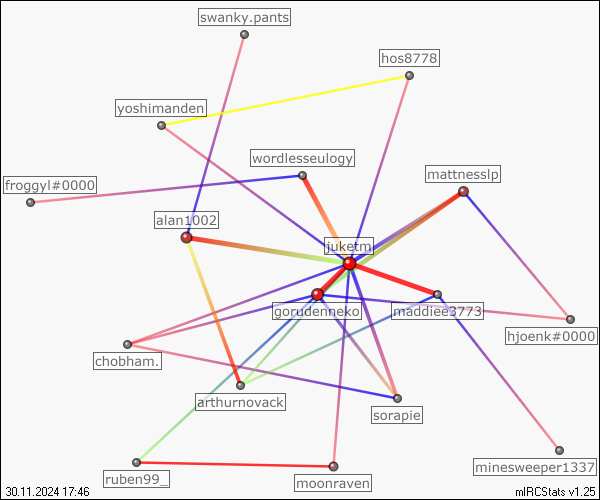 swanky.pants
hos8778
yoshimanden
wordlesseulogy
mattnesslp
froggyl#0000
alan1002
juketm
gorudenneko
maddiee3773
hjoenk#0000
chobham.
arthurnovack
sorapie
minesweeper1337
ruben99_
moonraven
30.11.2024 17:46
mIRCStats v1.25